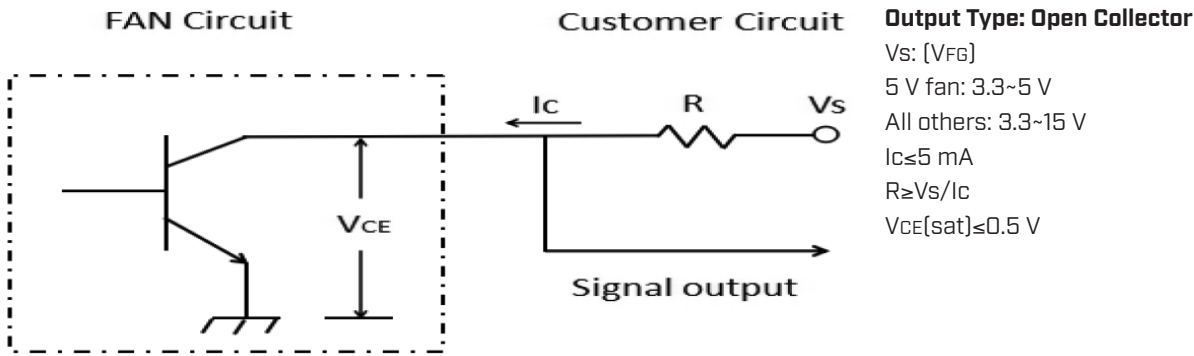 FAN Circuit
Customer Circuit
Ic
R
Vs
VCE
Signal output
Output Type: Open Collector
Vs: (VFG)
5 V fan: 3.3~5 V
All others: 3.3~15 V
Ic≤5 mA
R≥Vs/Ic
VCE(sat)≤0.5 V